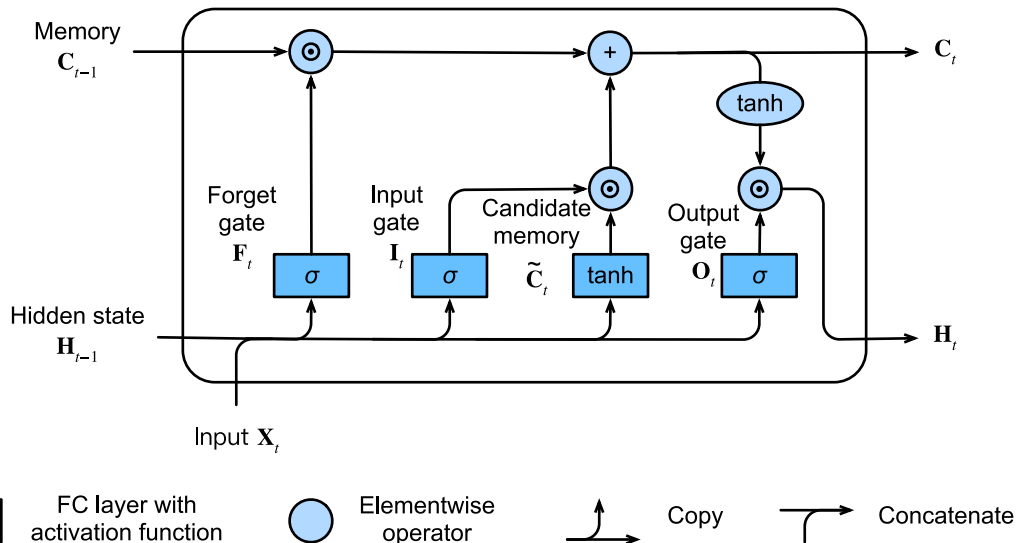 Memory
C_{t−1}
⊙
+
C_t
tanh
Forget
gate
F_t
Input
gate
I_t
Candidate
memory
C̃_t
⊙
Output
gate
O_t
⊙
σ
σ
tanh
σ
Hidden state
H_{t−1}
H_t
Input X_t
FC layer with
activation function
Elementwise
operator
Copy
Concatenate